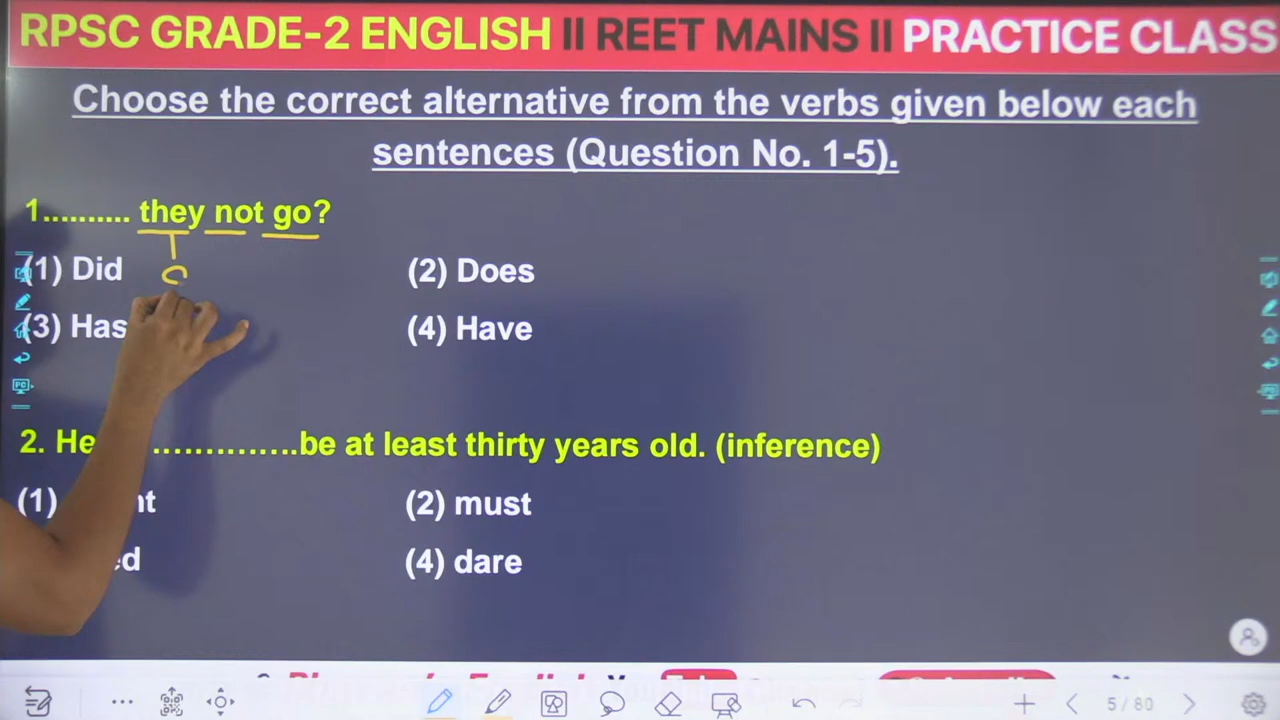 RPSC GRADE-2 ENGLISH II REET MAINS II PRACTICE CLASS
Choose the correct alternative from the verbs given below each
sentences (Question No. 1-5).
1.......... they not go?
(1) Did (2) Does
(3) Has (4) Have
2. He ..............be at least thirty years old. (inference)
(1) (2) must
(4) dare
5 / 80